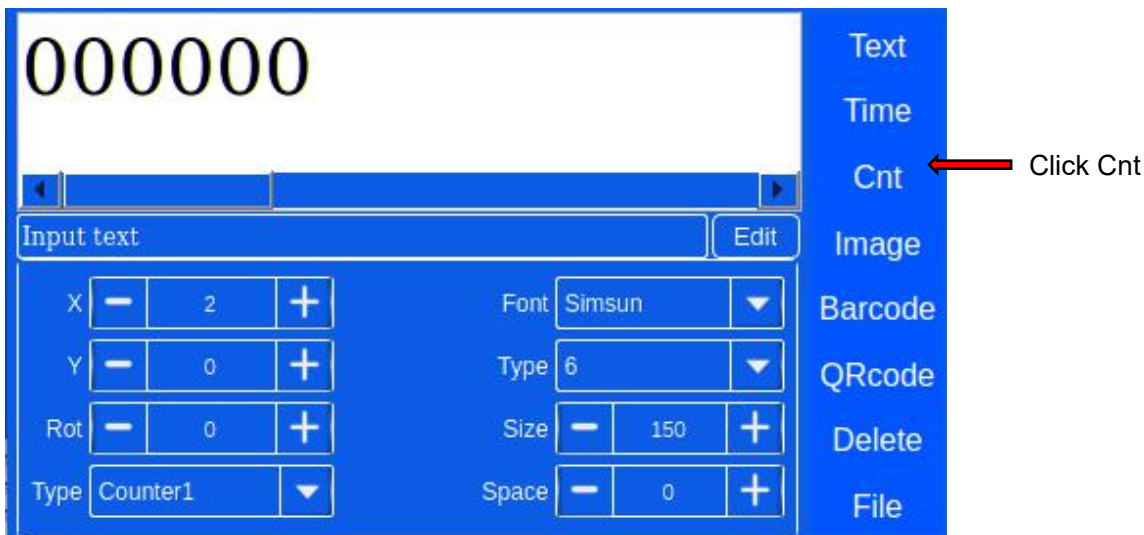 000000
Text
Time
Cnt
Click Cnt
Input text
Edit
Image
X 2 Font Simsun
Barcode
Y 0 Type 6
QRcode
Rot 0 Size 150
Delete
Type Counter1 Space 0
File